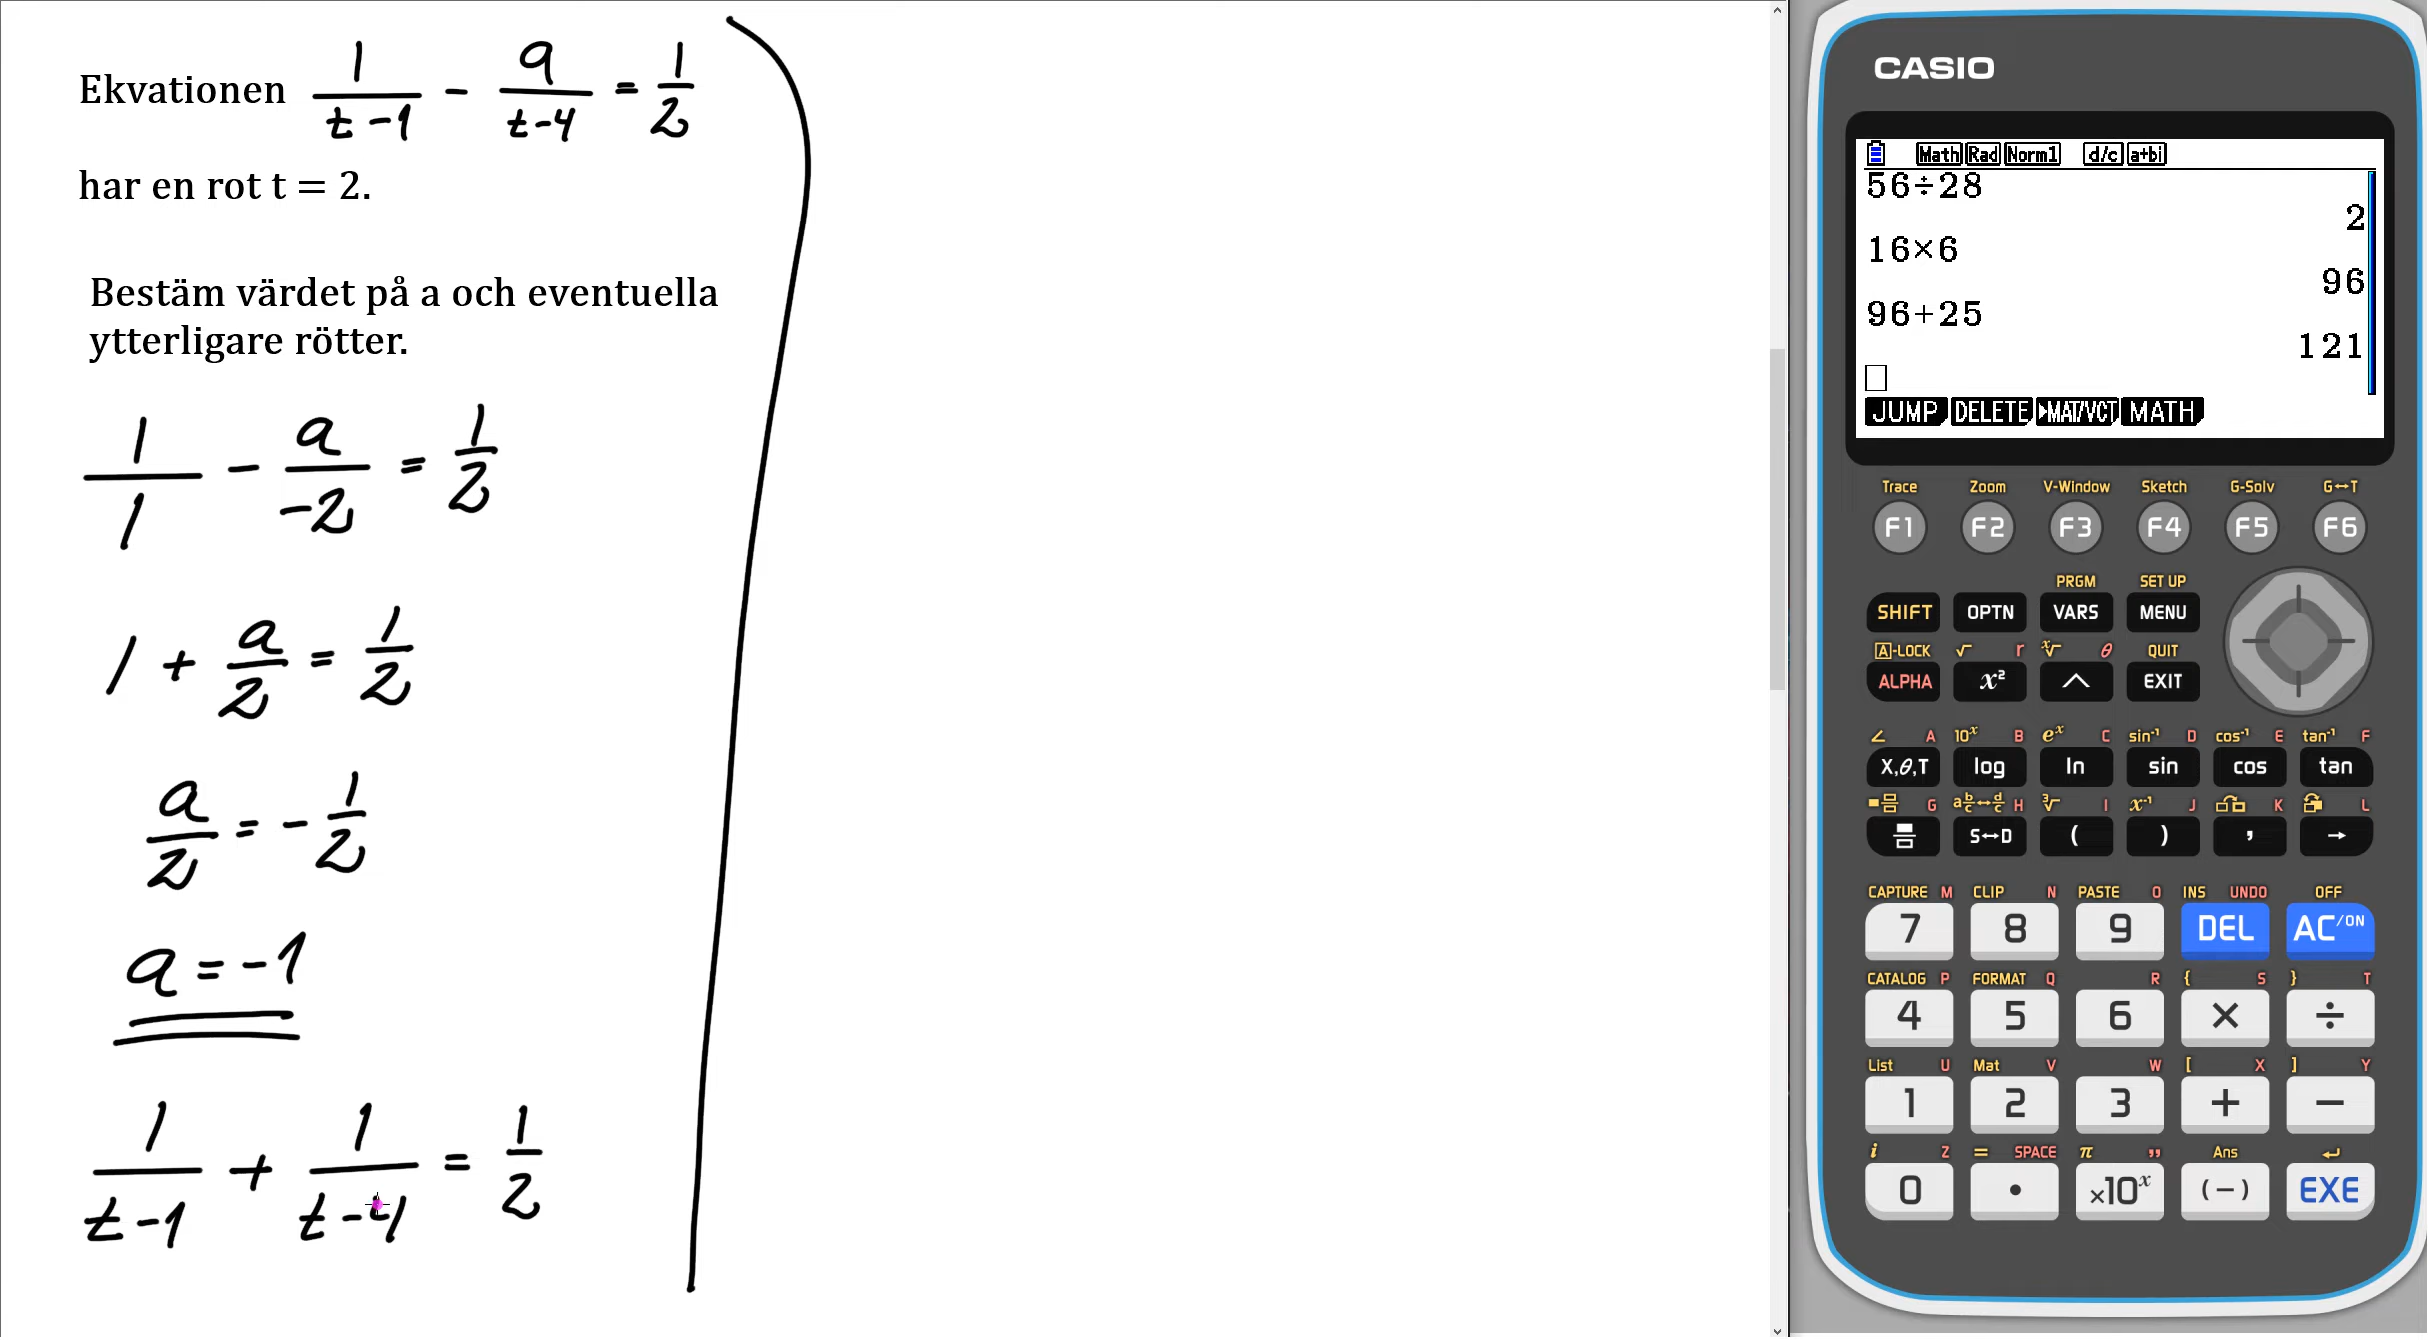 Ekvationen 1/(t-1) - a/(t-4) = 1/2
har en rot t = 2.
Bestäm värdet på a och eventuella
ytterligare rötter.
1/1 - a/-2 = 1/2
1 + a/2 = 1/2
a/2 = - 1/2
a = -1
1/(t-1) + 1/(t-4) = 1/2
CASIO
Math Rad Norm1 d/c a+bi
56÷28
2
16×6
96
96+25
121
JUMP DELETE ▶MAT/VCT MATH
Trace Zoom V-Window Sketch G-Solv G↔T
F1 F2 F3 F4 F5 F6
PRGM SET UP
SHIFT OPTN VARS MENU
A-LOCK √ r ˣ√ θ QUIT
ALPHA x² ^ EXIT
∠ A 10ˣ B eˣ C sin⁻¹ D cos⁻¹ E tan⁻¹ F
X,θ,T log ln sin cos tan
G a b/c↔d/c H ³√ I x⁻¹ J K L
S↔D ( ) , →
CAPTURE M CLIP N PASTE O INS UNDO OFF
7 8 9 DEL AC/ON
CATALOG P FORMAT Q R { S } T
4 5 6 × ÷
List U Mat V W [ X ] Y
1 2 3 + −
i Z = SPACE π " Ans ↵
0 • ×10ˣ (−) EXE